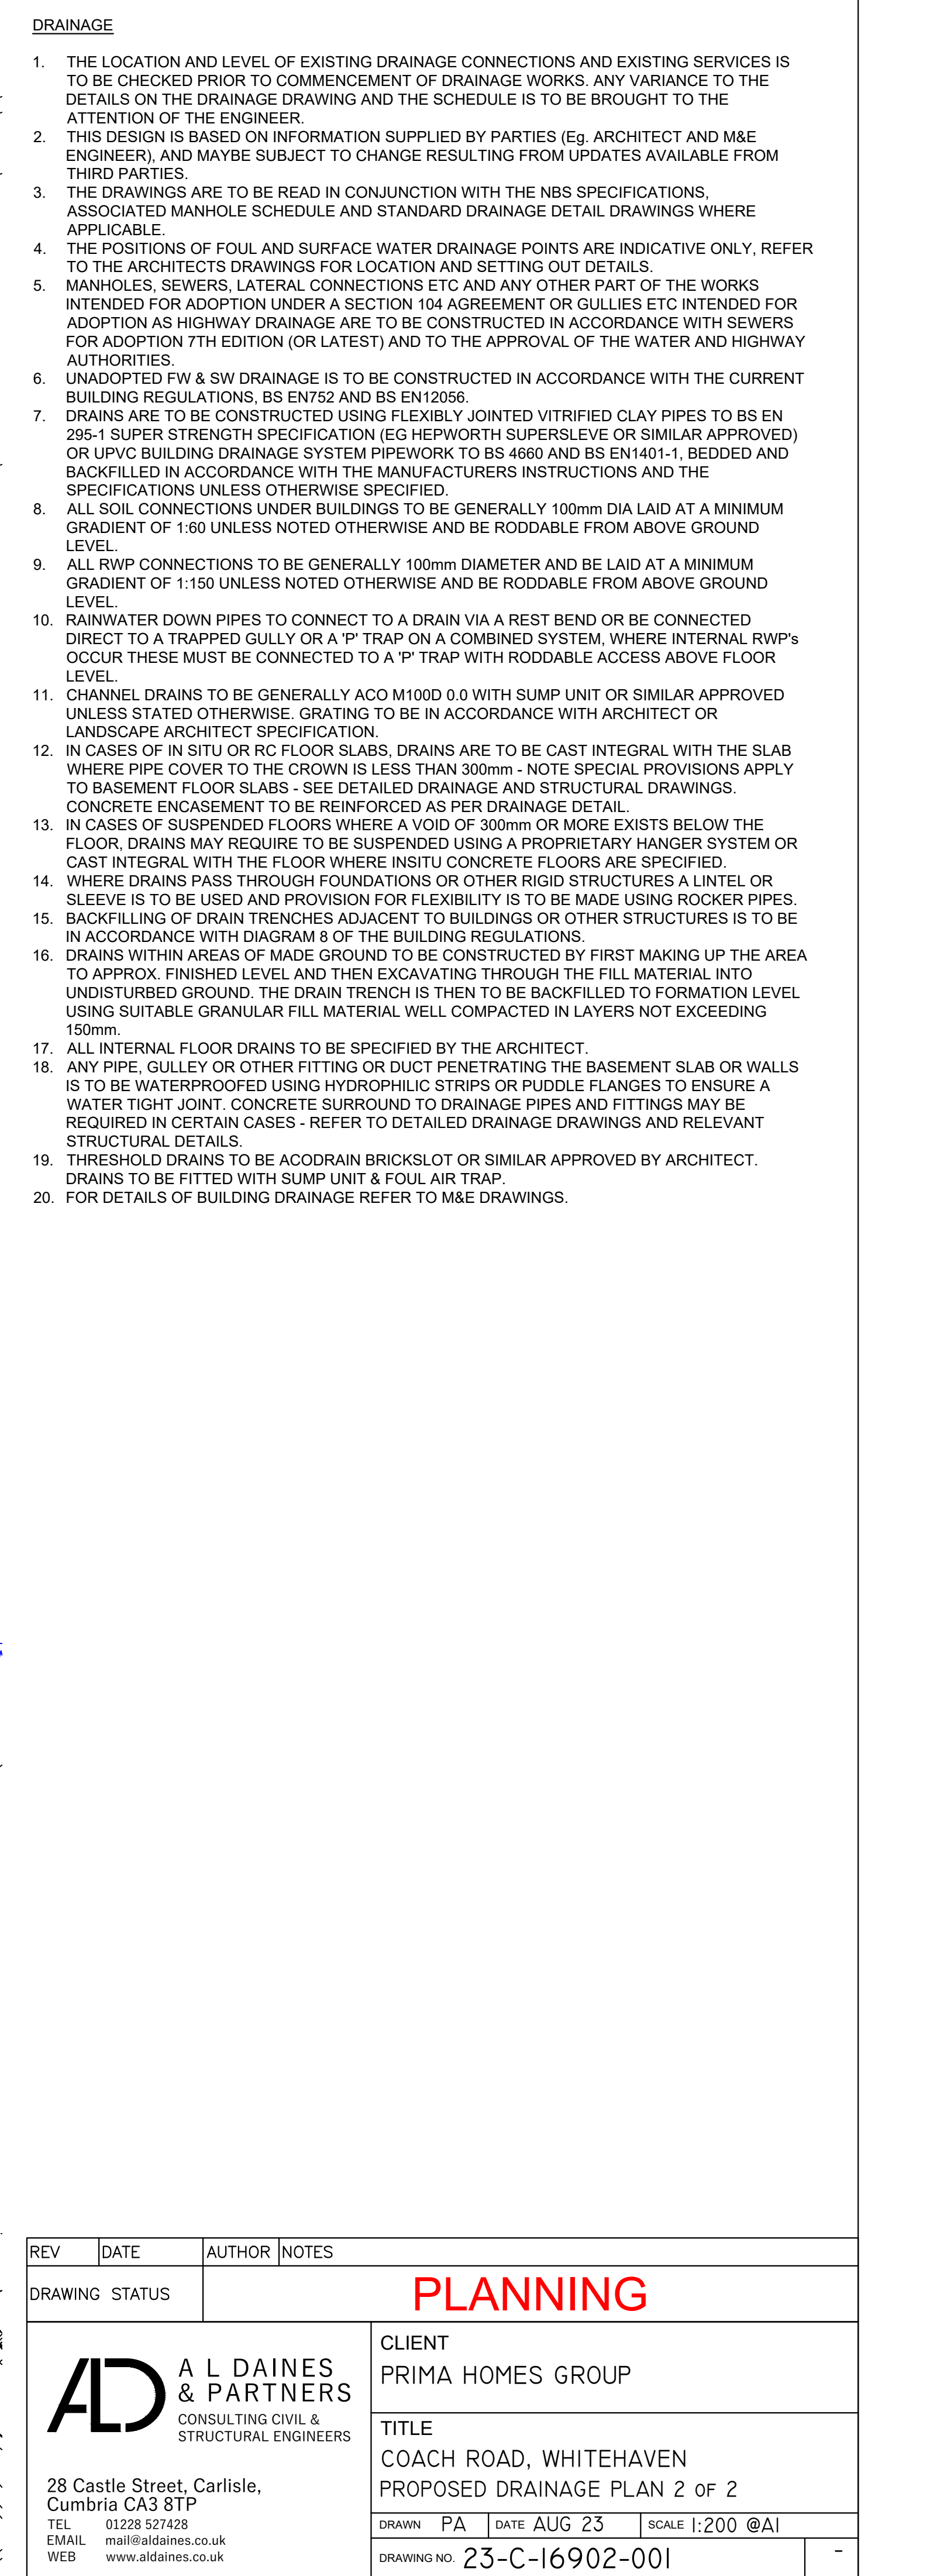 DRAINAGE
1. THE LOCATION AND LEVEL OF EXISTING DRAINAGE CONNECTIONS AND EXISTING SERVICES IS
TO BE CHECKED PRIOR TO COMMENCEMENT OF DRAINAGE WORKS. ANY VARIANCE TO THE
DETAILS ON THE DRAINAGE DRAWING AND THE SCHEDULE IS TO BE BROUGHT TO THE
ATTENTION OF THE ENGINEER.
2. THIS DESIGN IS BASED ON INFORMATION SUPPLIED BY PARTIES (Eg. ARCHITECT AND M&E
ENGINEER), AND MAYBE SUBJECT TO CHANGE RESULTING FROM UPDATES AVAILABLE FROM
THIRD PARTIES.
3. THE DRAWINGS ARE TO BE READ IN CONJUNCTION WITH THE NBS SPECIFICATIONS,
ASSOCIATED MANHOLE SCHEDULE AND STANDARD DRAINAGE DETAIL DRAWINGS WHERE
APPLICABLE.
4. THE POSITIONS OF FOUL AND SURFACE WATER DRAINAGE POINTS ARE INDICATIVE ONLY, REFER
TO THE ARCHITECTS DRAWINGS FOR LOCATION AND SETTING OUT DETAILS.
5. MANHOLES, SEWERS, LATERAL CONNECTIONS ETC AND ANY OTHER PART OF THE WORKS
INTENDED FOR ADOPTION UNDER A SECTION 104 AGREEMENT OR GULLIES ETC INTENDED FOR
ADOPTION AS HIGHWAY DRAINAGE ARE TO BE CONSTRUCTED IN ACCORDANCE WITH SEWERS
FOR ADOPTION 7TH EDITION (OR LATEST) AND TO THE APPROVAL OF THE WATER AND HIGHWAY
AUTHORITIES.
6. UNADOPTED FW & SW DRAINAGE IS TO BE CONSTRUCTED IN ACCORDANCE WITH THE CURRENT
BUILDING REGULATIONS, BS EN752 AND BS EN12056.
7. DRAINS ARE TO BE CONSTRUCTED USING FLEXIBLY JOINTED VITRIFIED CLAY PIPES TO BS EN
295-1 SUPER STRENGTH SPECIFICATION (EG HEPWORTH SUPERSLEVE OR SIMILAR APPROVED)
OR UPVC BUILDING DRAINAGE SYSTEM PIPEWORK TO BS 4660 AND BS EN1401-1, BEDDED AND
BACKFILLED IN ACCORDANCE WITH THE MANUFACTURERS INSTRUCTIONS AND THE
SPECIFICATIONS UNLESS OTHERWISE SPECIFIED.
8. ALL SOIL CONNECTIONS UNDER BUILDINGS TO BE GENERALLY 100mm DIA LAID AT A MINIMUM
GRADIENT OF 1:60 UNLESS NOTED OTHERWISE AND BE RODDABLE FROM ABOVE GROUND
LEVEL.
9. ALL RWP CONNECTIONS TO BE GENERALLY 100mm DIAMETER AND BE LAID AT A MINIMUM
GRADIENT OF 1:150 UNLESS NOTED OTHERWISE AND BE RODDABLE FROM ABOVE GROUND
LEVEL.
10. RAINWATER DOWN PIPES TO CONNECT TO A DRAIN VIA A REST BEND OR BE CONNECTED
DIRECT TO A TRAPPED GULLY OR A 'P' TRAP ON A COMBINED SYSTEM, WHERE INTERNAL RWP's
OCCUR THESE MUST BE CONNECTED TO A 'P' TRAP WITH RODDABLE ACCESS ABOVE FLOOR
LEVEL.
11. CHANNEL DRAINS TO BE GENERALLY ACO M100D 0.0 WITH SUMP UNIT OR SIMILAR APPROVED
UNLESS STATED OTHERWISE. GRATING TO BE IN ACCORDANCE WITH ARCHITECT OR
LANDSCAPE ARCHITECT SPECIFICATION.
12. IN CASES OF IN SITU OR RC FLOOR SLABS, DRAINS ARE TO BE CAST INTEGRAL WITH THE SLAB
WHERE PIPE COVER TO THE CROWN IS LESS THAN 300mm - NOTE SPECIAL PROVISIONS APPLY
TO BASEMENT FLOOR SLABS - SEE DETAILED DRAINAGE AND STRUCTURAL DRAWINGS.
CONCRETE ENCASEMENT TO BE REINFORCED AS PER DRAINAGE DETAIL.
13. IN CASES OF SUSPENDED FLOORS WHERE A VOID OF 300mm OR MORE EXISTS BELOW THE
FLOOR, DRAINS MAY REQUIRE TO BE SUSPENDED USING A PROPRIETARY HANGER SYSTEM OR
CAST INTEGRAL WITH THE FLOOR WHERE INSITU CONCRETE FLOORS ARE SPECIFIED.
14. WHERE DRAINS PASS THROUGH FOUNDATIONS OR OTHER RIGID STRUCTURES A LINTEL OR
SLEEVE IS TO BE USED AND PROVISION FOR FLEXIBILITY IS TO BE MADE USING ROCKER PIPES.
15. BACKFILLING OF DRAIN TRENCHES ADJACENT TO BUILDINGS OR OTHER STRUCTURES IS TO BE
IN ACCORDANCE WITH DIAGRAM 8 OF THE BUILDING REGULATIONS.
16. DRAINS WITHIN AREAS OF MADE GROUND TO BE CONSTRUCTED BY FIRST MAKING UP THE AREA
TO APPROX. FINISHED LEVEL AND THEN EXCAVATING THROUGH THE FILL MATERIAL INTO
UNDISTURBED GROUND. THE DRAIN TRENCH IS THEN TO BE BACKFILLED TO FORMATION LEVEL
USING SUITABLE GRANULAR FILL MATERIAL WELL COMPACTED IN LAYERS NOT EXCEEDING
150mm.
17. ALL INTERNAL FLOOR DRAINS TO BE SPECIFIED BY THE ARCHITECT.
18. ANY PIPE, GULLEY OR OTHER FITTING OR DUCT PENETRATING THE BASEMENT SLAB OR WALLS
IS TO BE WATERPROOFED USING HYDROPHILIC STRIPS OR PUDDLE FLANGES TO ENSURE A
WATER TIGHT JOINT. CONCRETE SURROUND TO DRAINAGE PIPES AND FITTINGS MAY BE
REQUIRED IN CERTAIN CASES - REFER TO DETAILED DRAINAGE DRAWINGS AND RELEVANT
STRUCTURAL DETAILS.
19. THRESHOLD DRAINS TO BE ACODRAIN BRICKSLOT OR SIMILAR APPROVED BY ARCHITECT.
DRAINS TO BE FITTED WITH SUMP UNIT & FOUL AIR TRAP.
20. FOR DETAILS OF BUILDING DRAINAGE REFER TO M&E DRAWINGS.
REV DATE AUTHOR NOTES
DRAWING STATUS PLANNING
AD
A L DAINES
& PARTNERS
CONSULTING CIVIL &
STRUCTURAL ENGINEERS
28 Castle Street, Carlisle,
Cumbria CA3 8TP
TEL 01228 527428
EMAIL mail@aldaines.co.uk
WEB www.aldaines.co.uk
CLIENT
PRIMA HOMES GROUP
TITLE
COACH ROAD, WHITEHAVEN
PROPOSED DRAINAGE PLAN 2 OF 2
DRAWN PA DATE AUG 23 SCALE 1:200 @A1
DRAWING NO. 23-C-16902-001 -